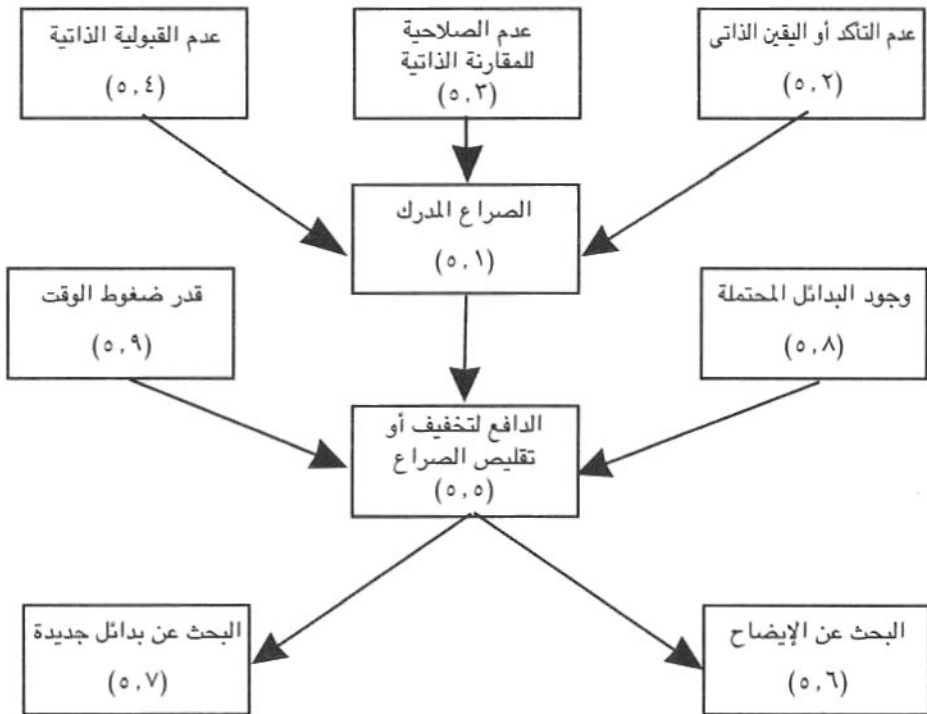 عدم التأكد أو اليقين الذاتى
(٥,٢)
عدم الصلاحية
للمقارنة الذاتية
(٥,٣)
عدم القبولية الذاتية
(٥,٤)
الصراع المدرك
(٥,١)
وجود البدائل المحتملة
(٥,٨)
قدر ضغوط الوقت
(٥,٩)
الدافع لتخفيف أو
تقليص الصراع
(٥,٥)
البحث عن الإيضاح
(٥,٦)
البحث عن بدائل جديدة
(٥,٧)